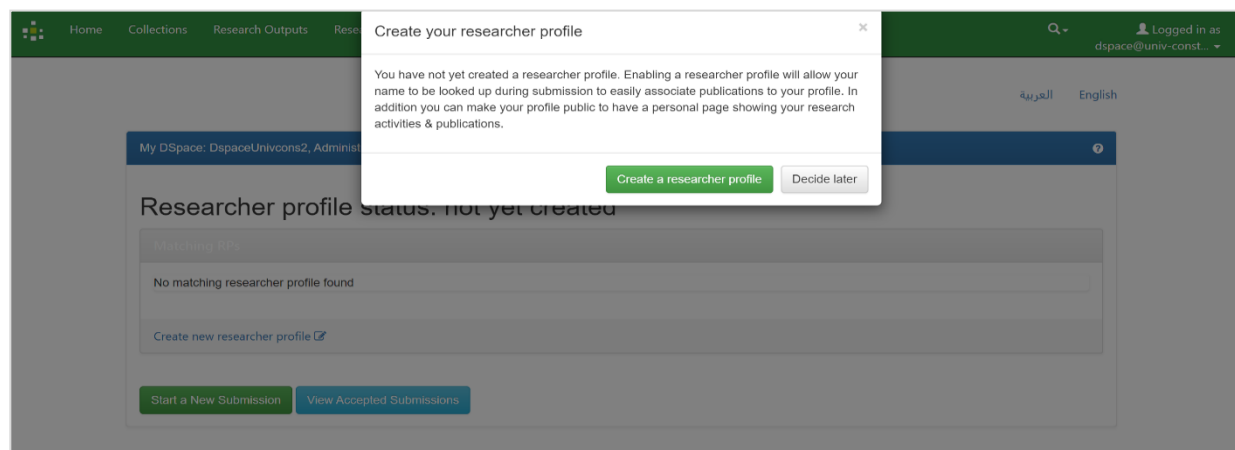 Home Collections Research Outputs Rese
Logged in as
dspace@univ-const...
Create your researcher profile ×
You have not yet created a researcher profile. Enabling a researcher profile will allow your
name to be looked up during submission to easily associate publications to your profile. In
addition you can make your profile public to have a personal page showing your research
activities & publications.
Create a researcher profile Decide later
العربية English
My DSpace: DspaceUnivcons2, Administ
Researcher profile status: not yet created
Matching RPs
No matching researcher profile found
Create new researcher profile
Start a New Submission View Accepted Submissions